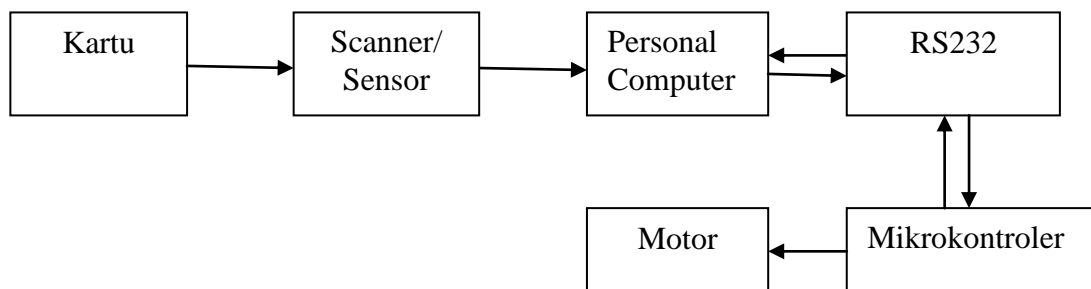 Kartu
Scanner/
Sensor
Personal
Computer
RS232
Motor
Mikrokontroler